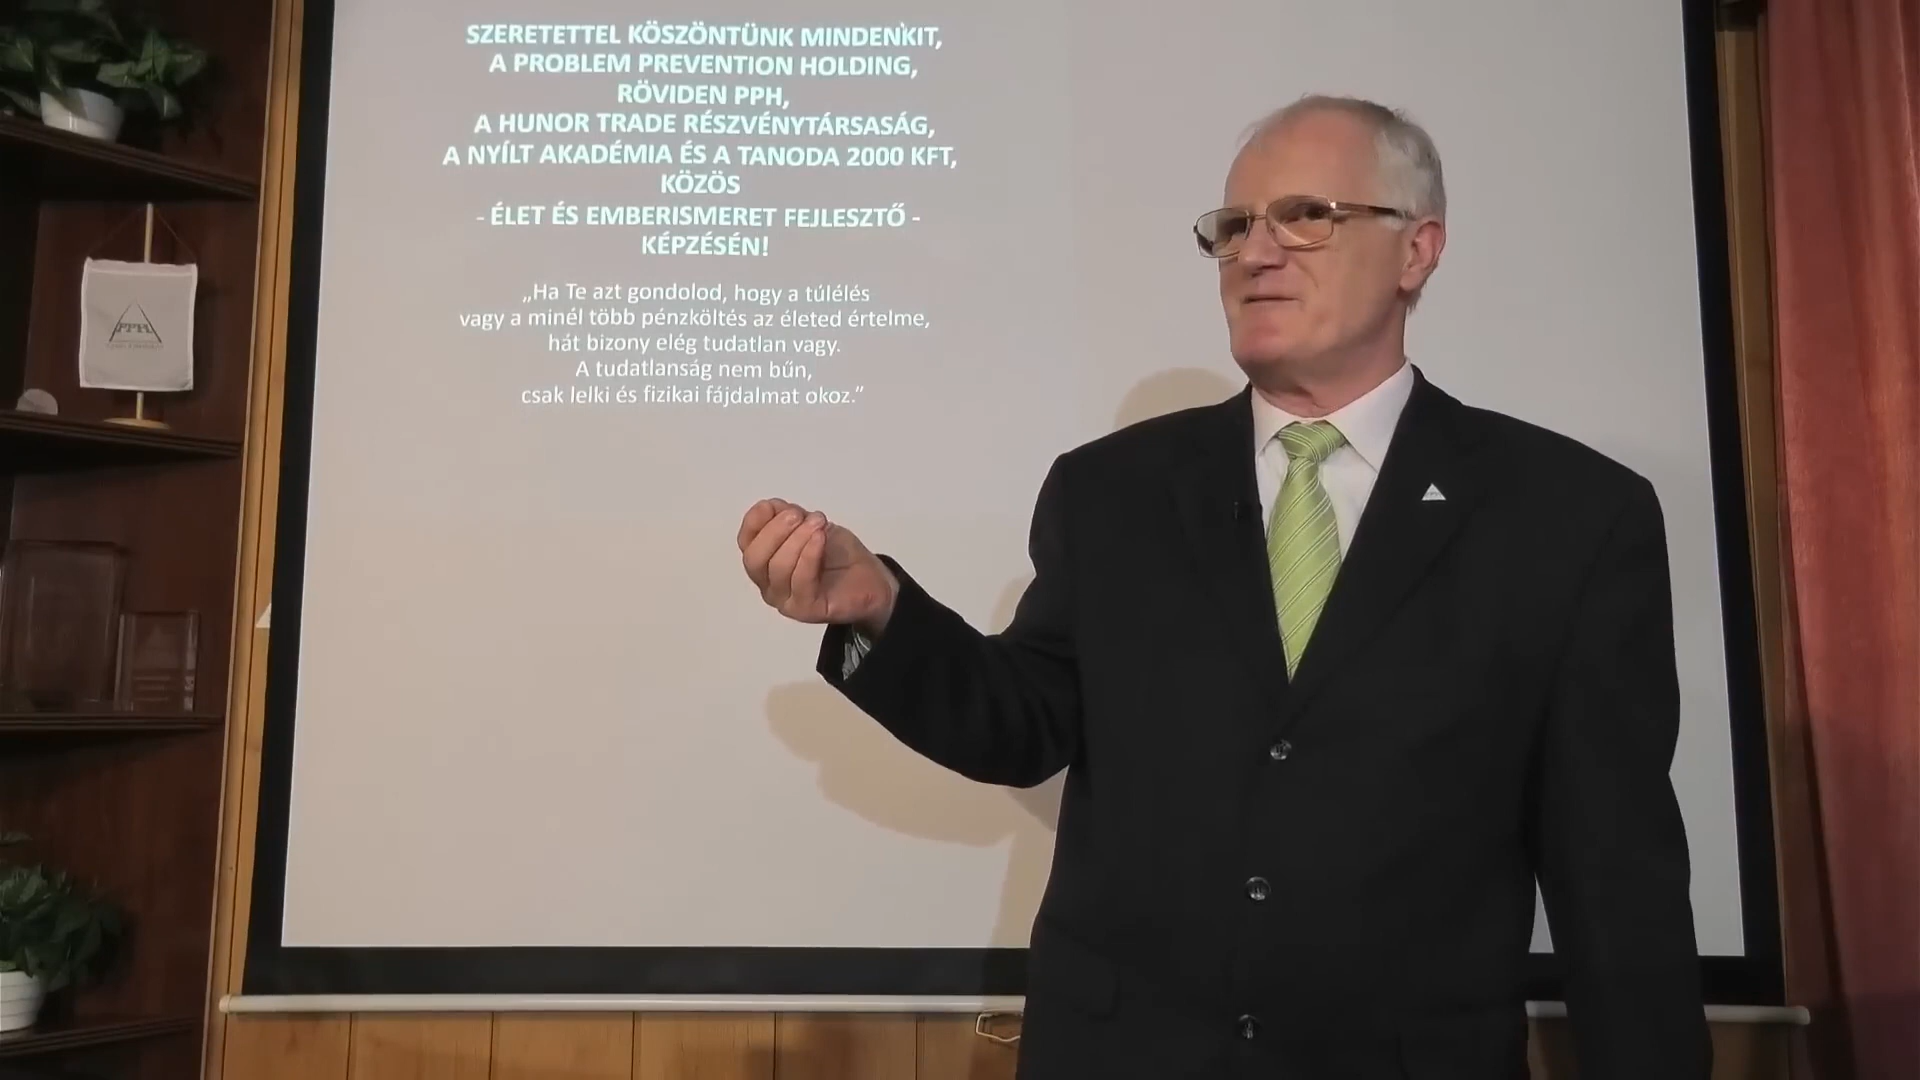 SZERETETTEL KÖSZÖNTÜNK MINDENKIT,
A PROBLEM PREVENTION HOLDING,
RÖVIDEN PPH,
A HUNOR TRADE RÉSZVÉNYTÁRSASÁG,
A NYÍLT AKADÉMIA ÉS A TANODA 2000 KFT,
KÖZÖS
- ÉLET ÉS EMBERISMERET FEJLESZTŐ -
KÉPZÉSÉN!
„Ha Te azt gondolod, hogy a túlélés
vagy a minél több pénzköltés az életed értelme,
hát bizony elég tudatlan vagy.
A tudatlanság nem bűn,
csak lelki és fizikai fájdalmat okoz.”
PPH